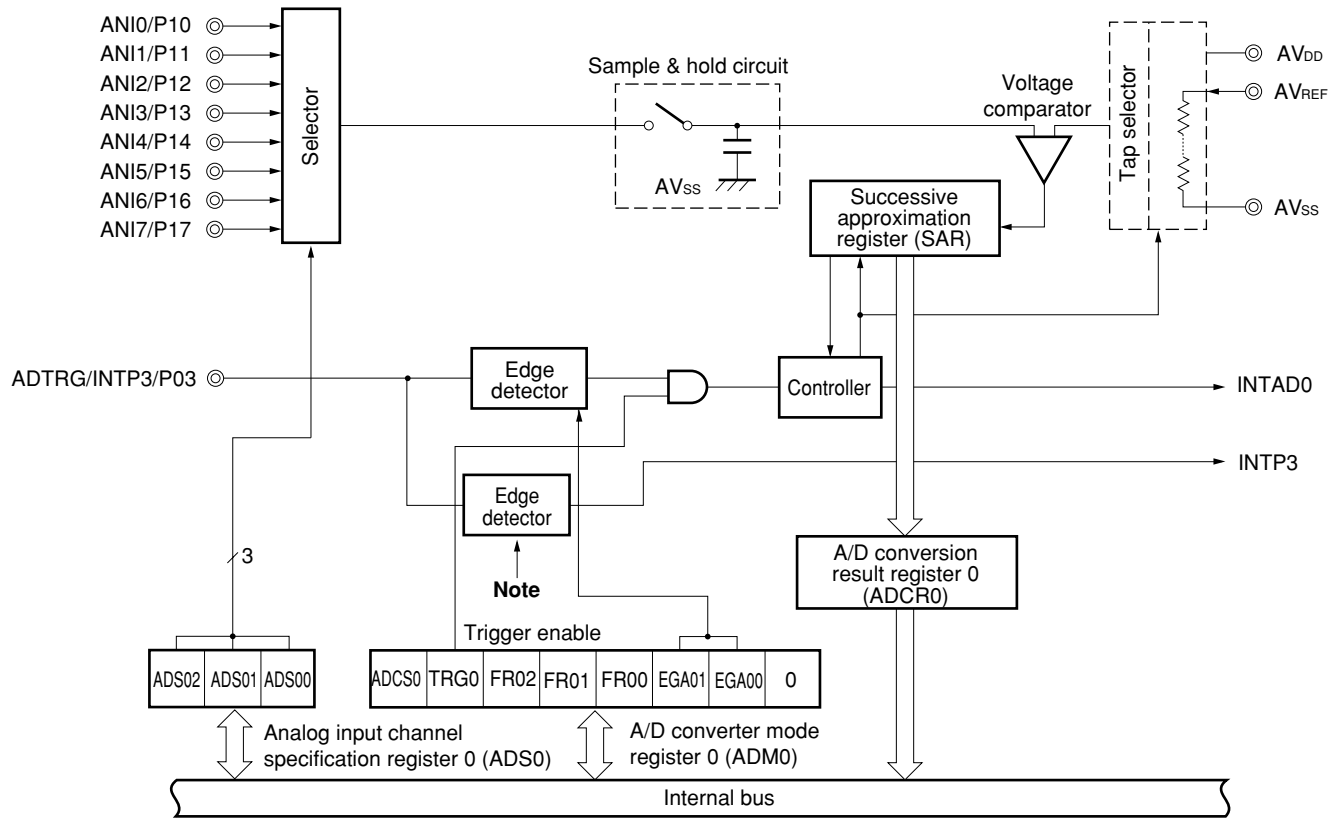 ANI0/P10
ANI1/P11
ANI2/P12
ANI3/P13
ANI4/P14
ANI5/P15
ANI6/P16
ANI7/P17
Selector
Sample & hold circuit
AVSS
Voltage
comparator
Tap selector
AVDD
AVREF
AVSS
Successive
approximation
register (SAR)
ADTRG/INTP3/P03
Edge
detector
Controller
INTAD0
INTP3
Edge
detector
Note
3
A/D conversion
result register 0
(ADCR0)
Trigger enable
ADS02 ADS01 ADS00
ADCS0 TRG0 FR02 FR01 FR00 EGA01 EGA00 0
Analog input channel
specification register 0 (ADS0)
A/D converter mode
register 0 (ADM0)
Internal bus